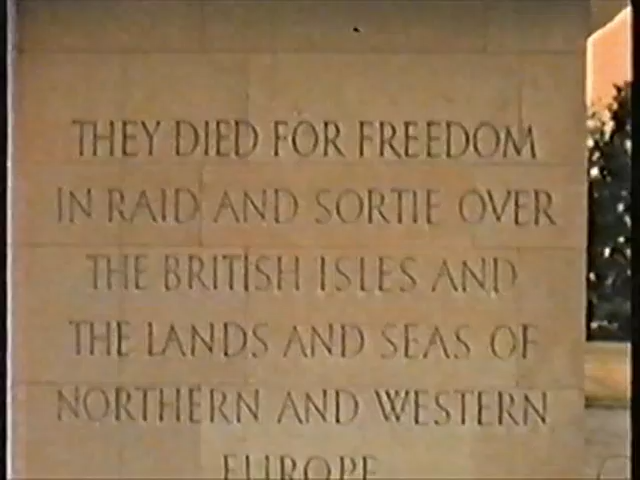 THEY DIED FOR FREEDOM
IN RAID AND SORTIE OVER
THE BRITISH ISLES AND
THE LANDS AND SEAS OF
NORTHERN AND WESTERN
EUROPE